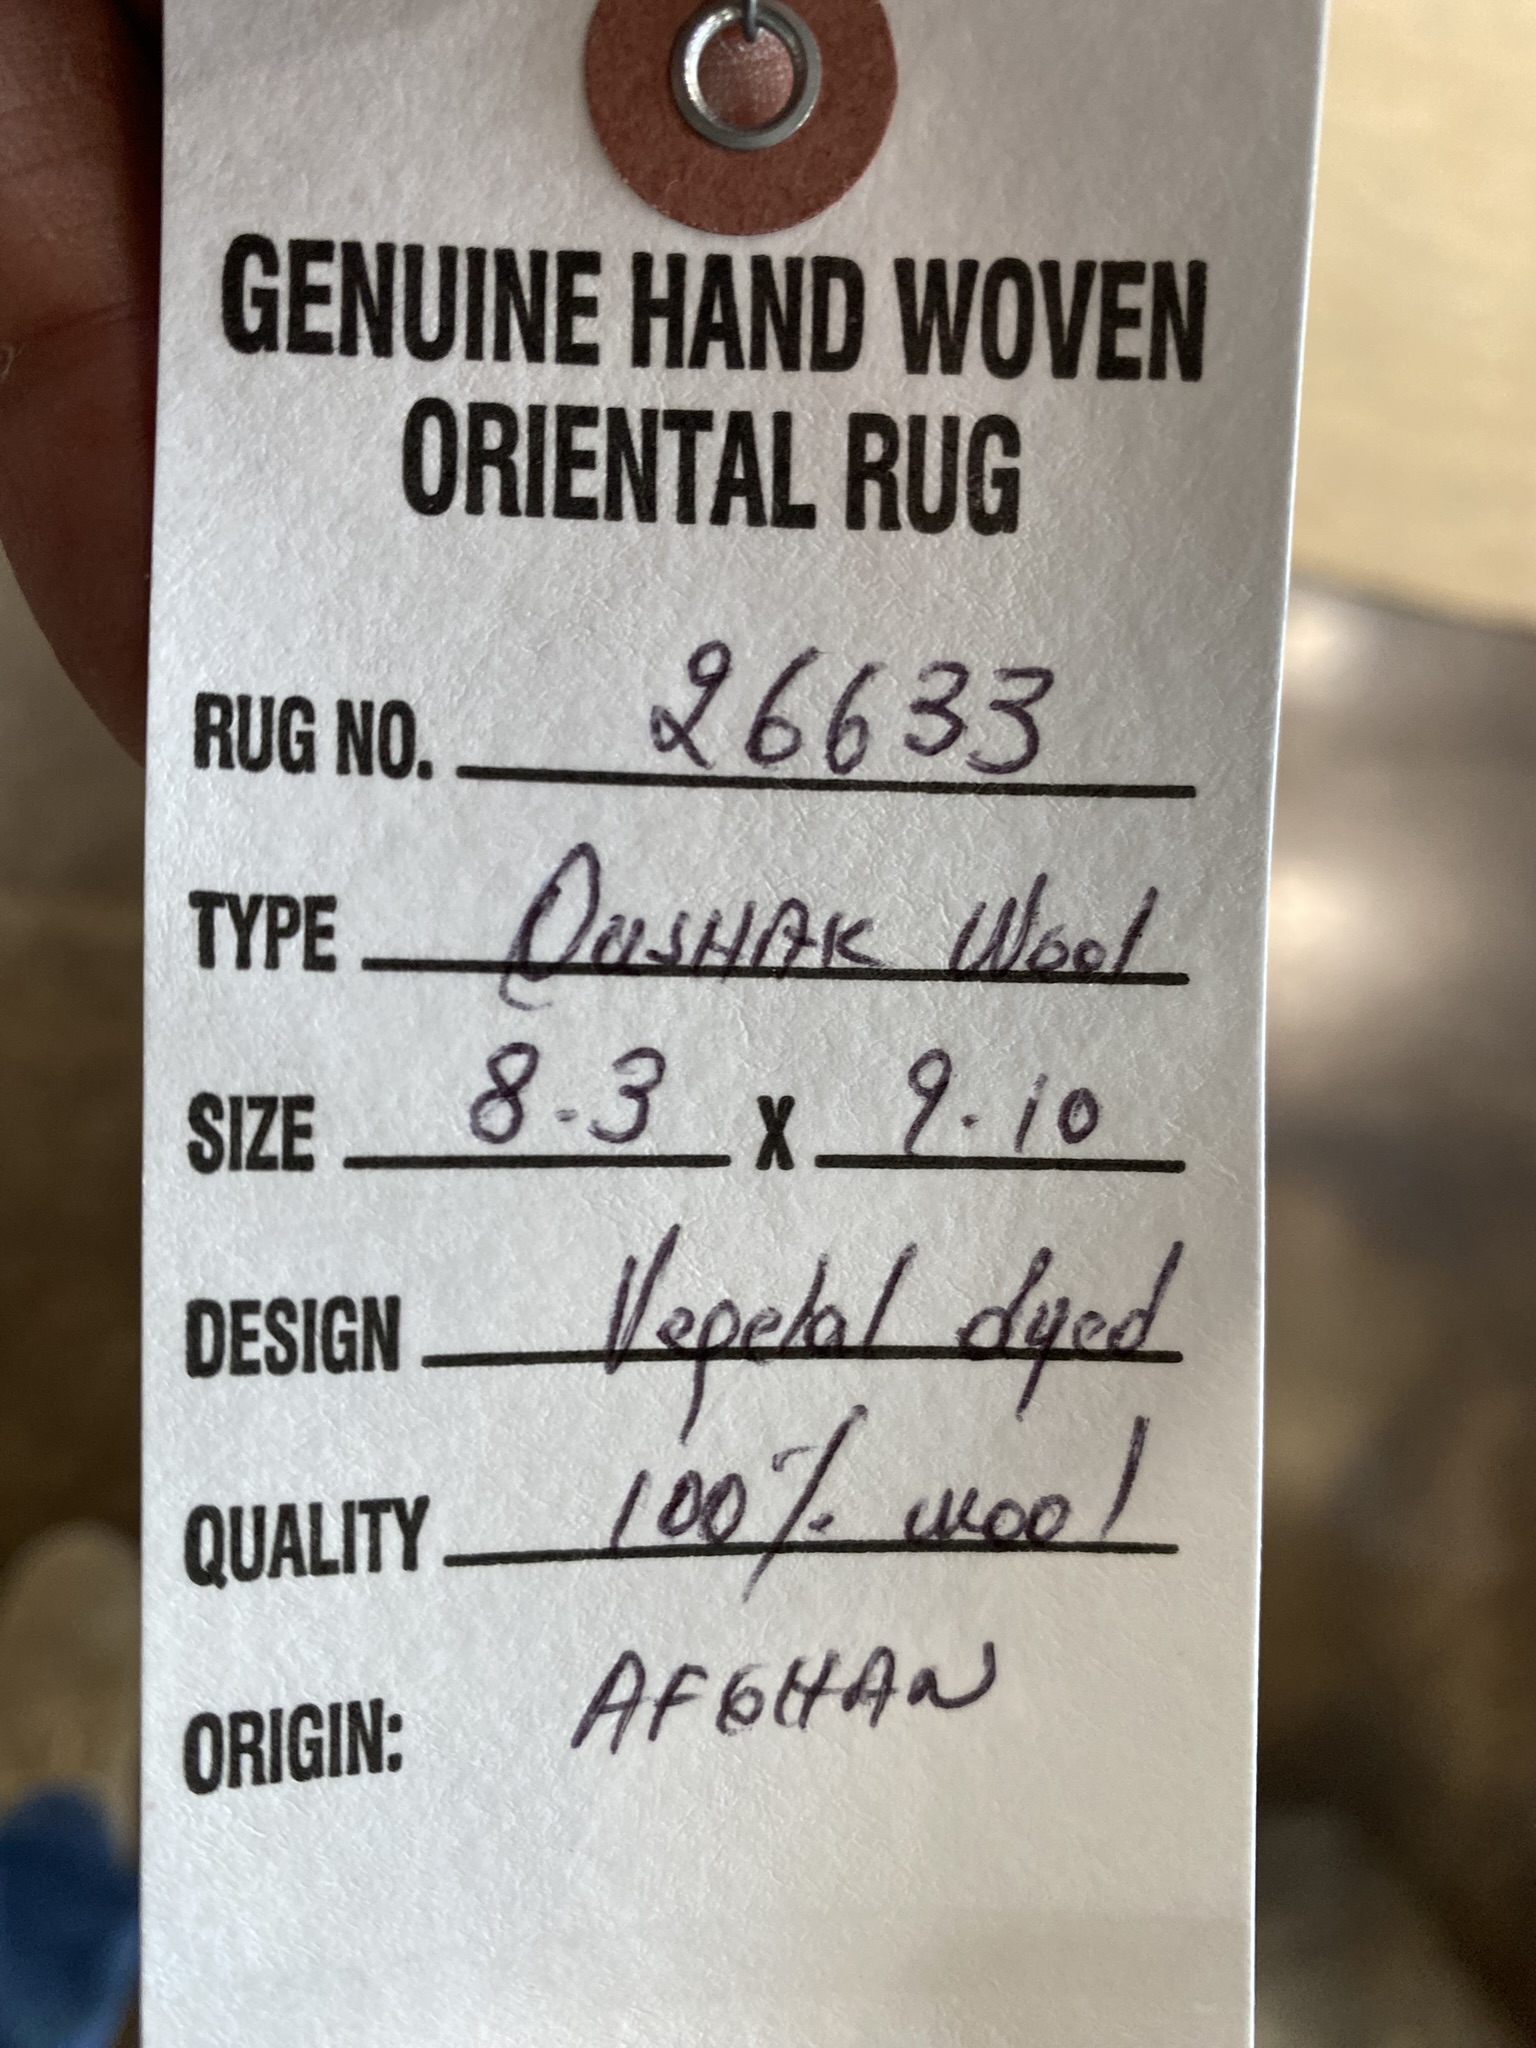 GENUINE HAND WOVEN
ORIENTAL RUG
RUG NO. 26633
TYPE OUSHAK Wool
SIZE 8-3 X 9.10
DESIGN Vegetal dyed
QUALITY 100% wool
ORIGIN: AFGHAN